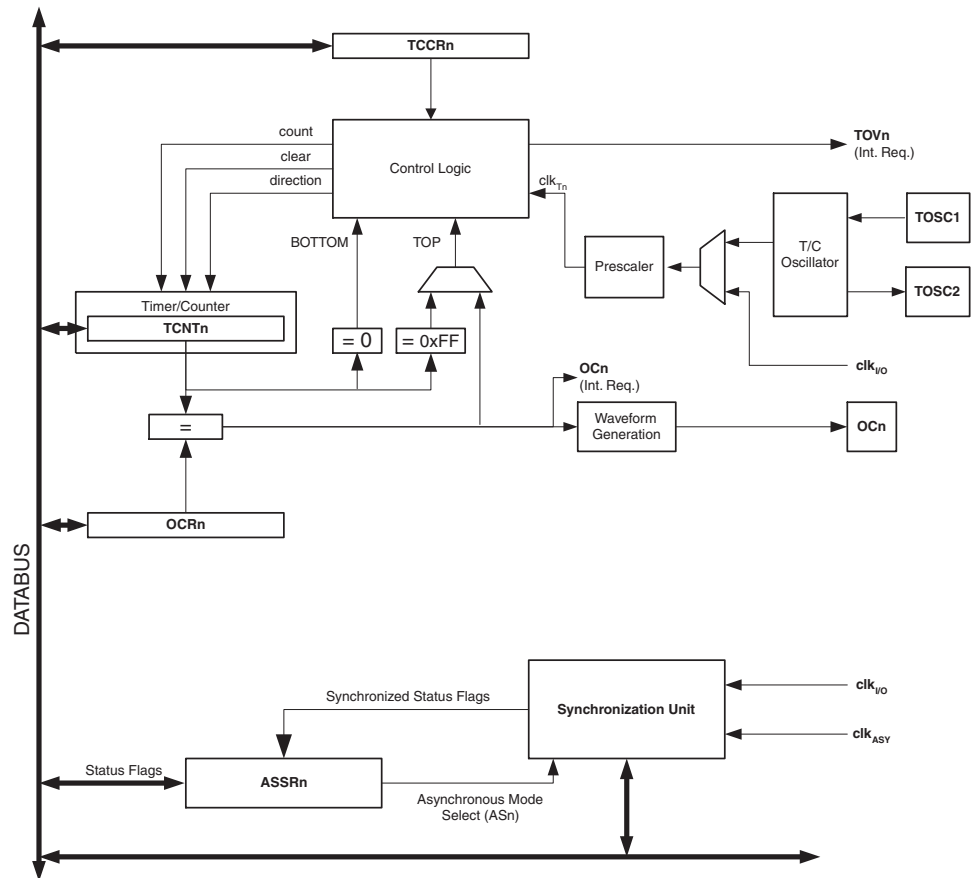 TCCRn
count
clear
direction
Control Logic
TOVn
(Int. Req.)
clkTn
BOTTOM
TOP
Prescaler
T/C
Oscillator
TOSC1
TOSC2
Timer/Counter
TCNTn
= 0
= 0xFF
OCn
(Int. Req.)
clkI/O
=
Waveform
Generation
OCn
OCRn
DATABUS
Synchronized Status Flags
Synchronization Unit
clkI/O
clkASY
Status Flags
ASSRn
Asynchronous Mode
Select (ASn)